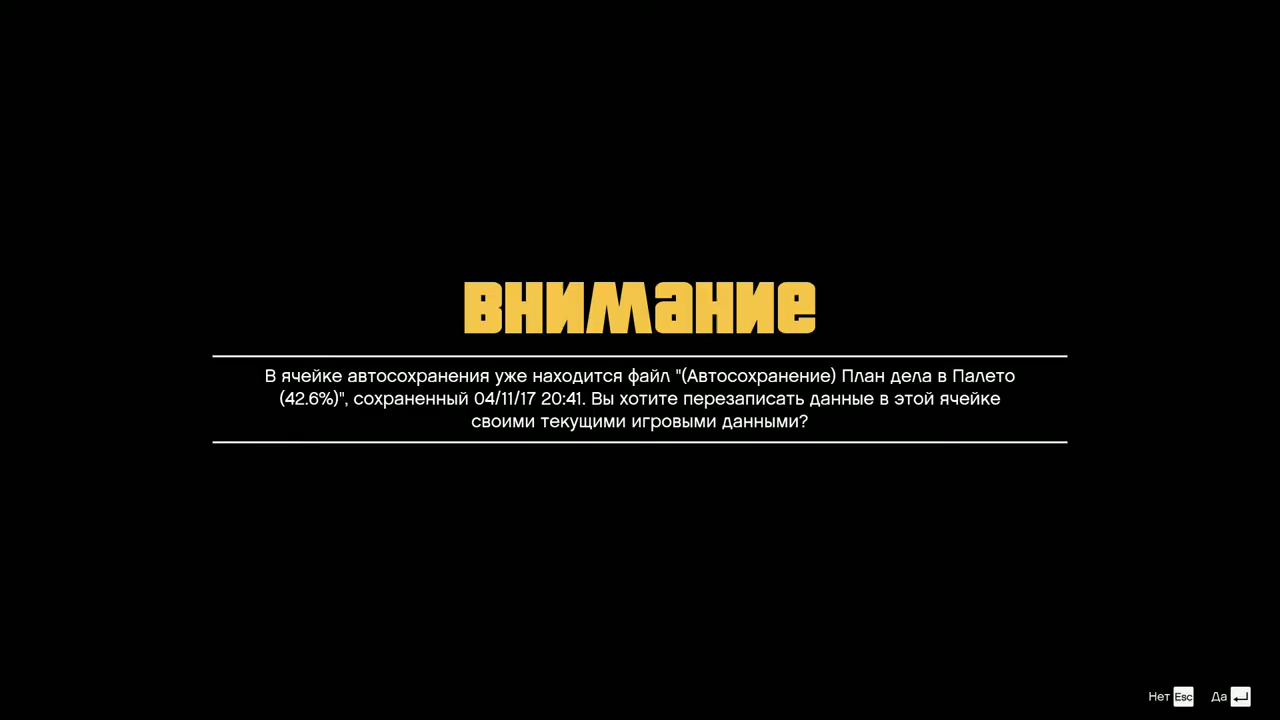 внимание
В ячейке автосохранения уже находится файл "(Автосохранение) План дела в Палето
(42.6%)", сохраненный 04/11/17 20:41. Вы хотите перезаписать данные в этой ячейке
своими текущими игровыми данными?
Нет Esc Да